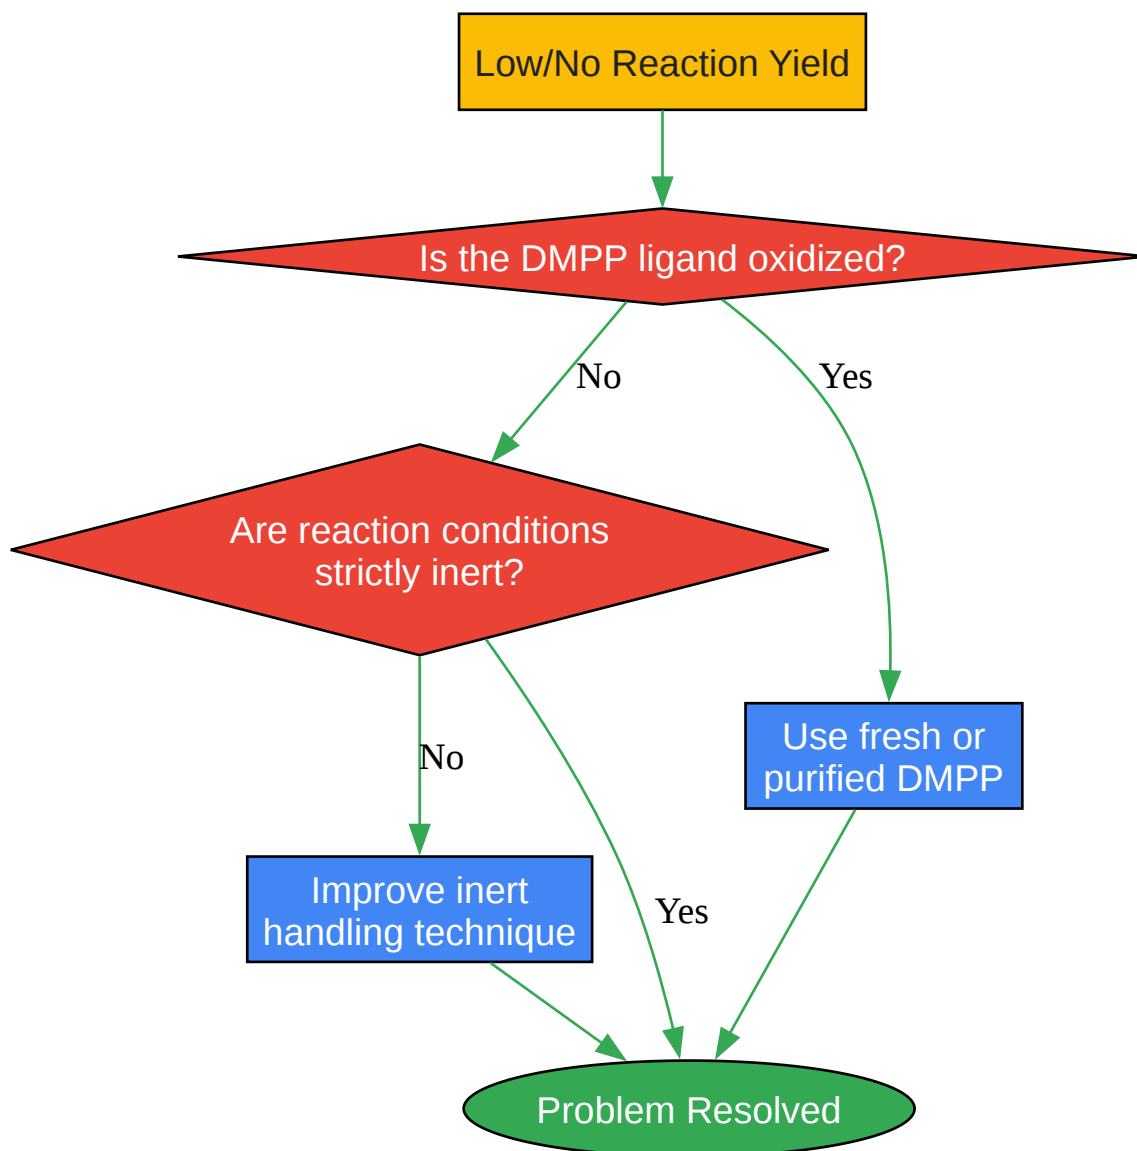 Low/No Reaction Yield
Is the DMPP ligand oxidized?
No
Yes
Are reaction conditions
strictly inert?
Use fresh or
purified DMPP
No
Improve inert
handling technique
Yes
Problem Resolved